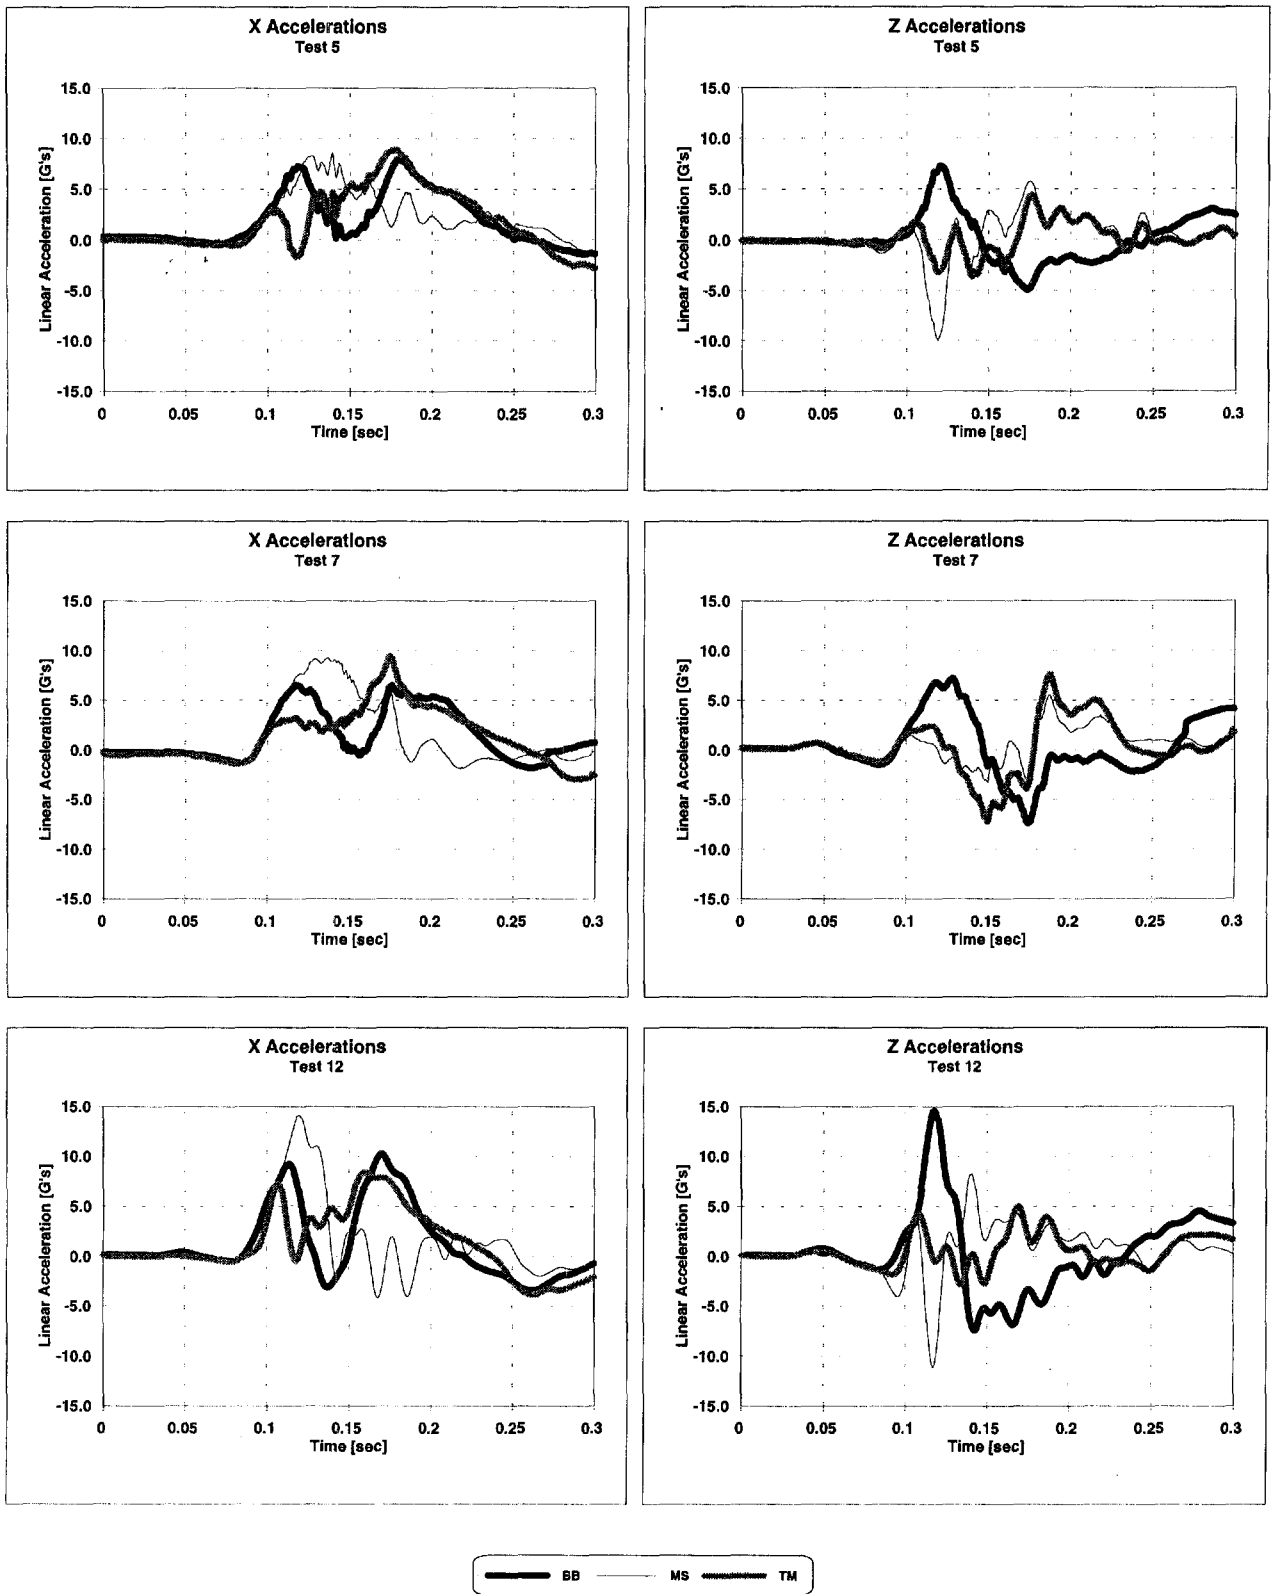 X Accelerations
Test 5
Linear Acceleration [G's]
15.0
10.0
5.0
0.0
-5.0
-10.0
-15.0
0 0.05 0.1 0.15 0.2 0.25 0.3
Time [sec]
Z Accelerations
Test 5
Linear Acceleration [G's]
15.0
10.0
5.0
0.0
-5.0
-10.0
-15.0
0 0.05 0.1 0.15 0.2 0.25 0.3
Time [sec]
X Accelerations
Test 7
Linear Acceleration [G's]
15.0
10.0
5.0
0.0
-5.0
-10.0
-15.0
0 0.05 0.1 0.15 0.2 0.25 0.3
Time [sec]
Z Accelerations
Test 7
Linear Acceleration [G's]
15.0
10.0
5.0
0.0
-5.0
-10.0
-15.0
0 0.05 0.1 0.15 0.2 0.25 0.3
Time [sec]
X Accelerations
Test 12
Linear Acceleration [G's]
15.0
10.0
5.0
0.0
-5.0
-10.0
-15.0
0 0.05 0.1 0.15 0.2 0.25 0.3
Time [sec]
Z Accelerations
Test 12
Linear Acceleration [G's]
15.0
10.0
5.0
0.0
-5.0
-10.0
-15.0
0 0.05 0.1 0.15 0.2 0.25 0.3
Time [sec]
BB MS TM